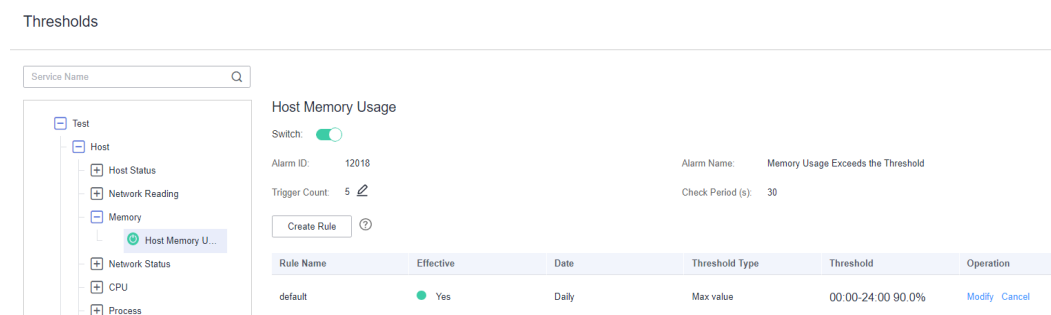 Thresholds
Service Name
Test
Host
Host Status
Network Reading
Memory
Host Memory U...
Network Status
CPU
Process
Host Memory Usage
Switch:
Alarm ID: 12018 Alarm Name: Memory Usage Exceeds the Threshold
Trigger Count: 5 Check Period (s): 30
Create Rule ?
Rule Name Effective Date Threshold Type Threshold Operation
default Yes Daily Max value 00:00-24:00 90.0% Modify Cancel